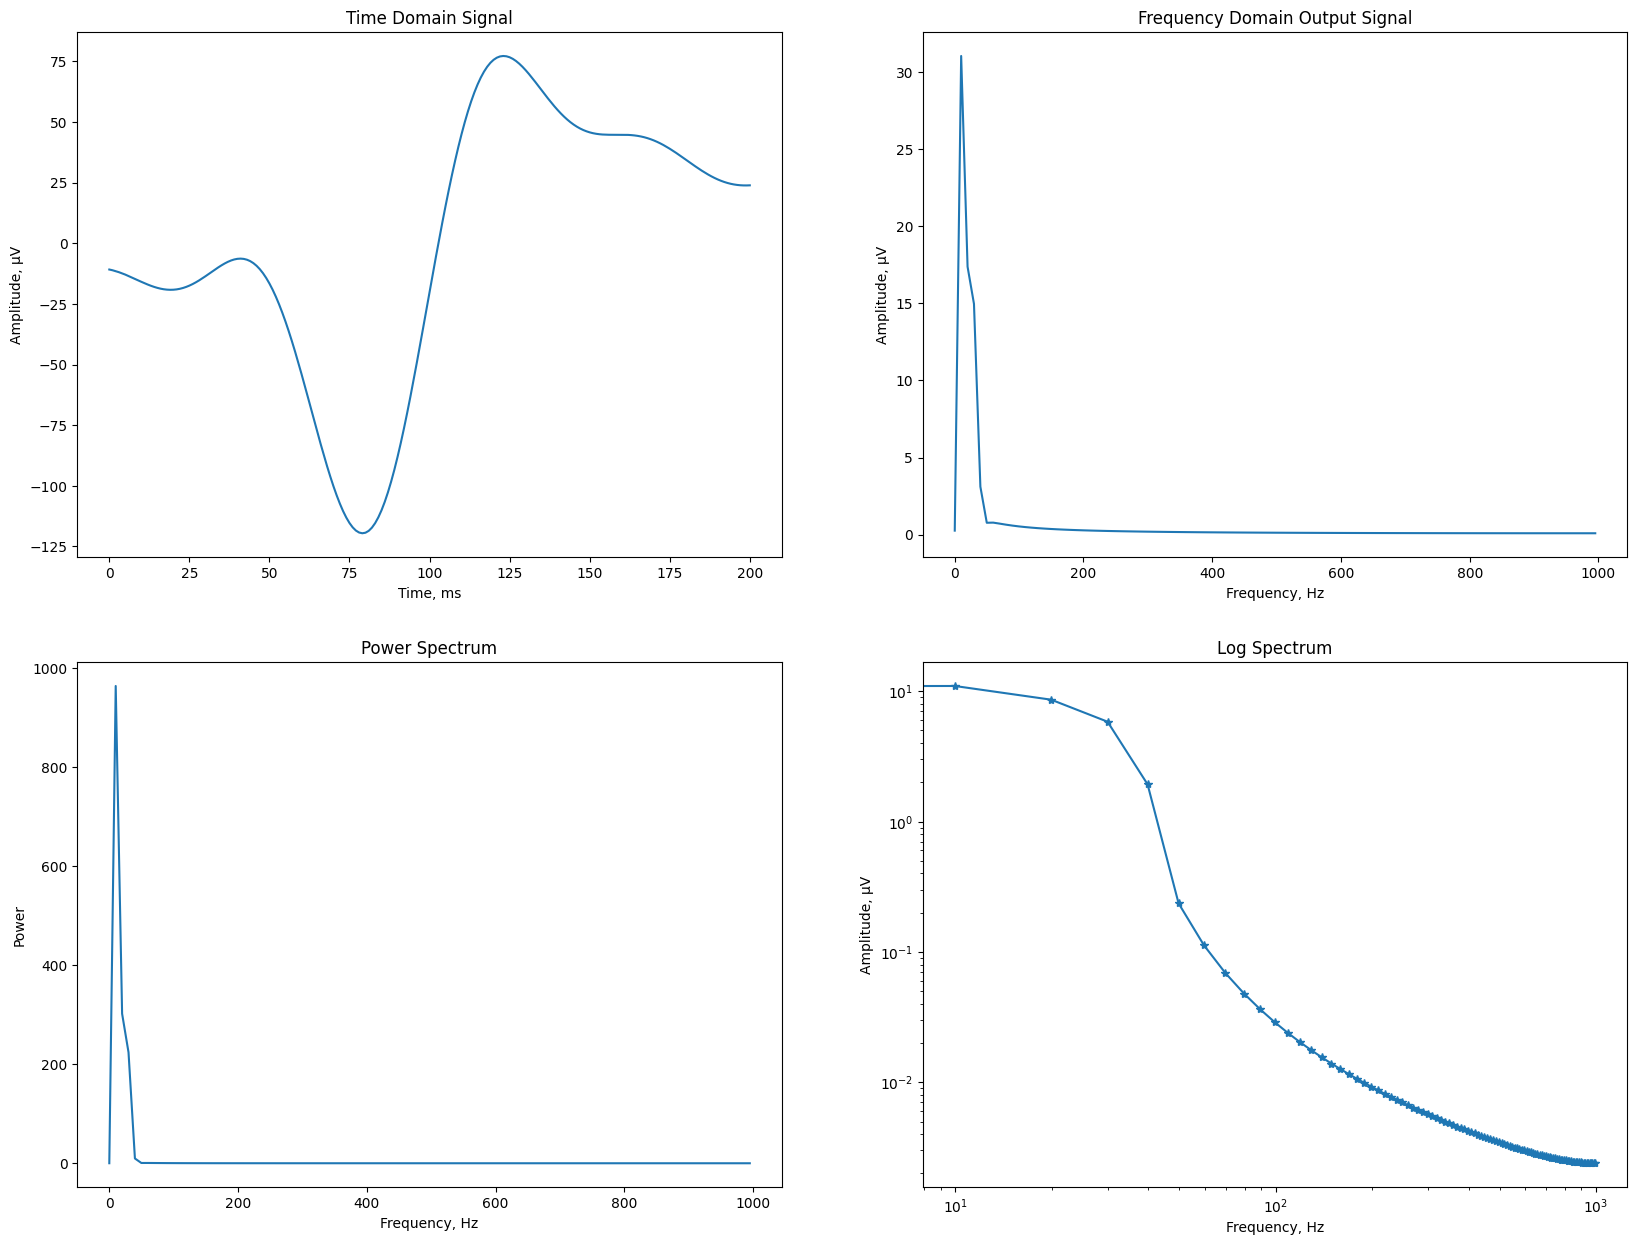 Time Domain Signal
Amplitude, µV
75
50
25
0
−25
−50
−75
−100
−125
0 25 50 75 100 125 150 175 200
Time, ms
Frequency Domain Output Signal
Amplitude, µV
30
25
20
15
10
5
0
0 200 400 600 800 1000
Frequency, Hz
Power Spectrum
Power
1000
800
600
400
200
0
0 200 400 600 800 1000
Frequency, Hz
Log Spectrum
Amplitude, µV
10¹
10⁰
10⁻¹
10⁻²
10¹ 10² 10³
Frequency, Hz